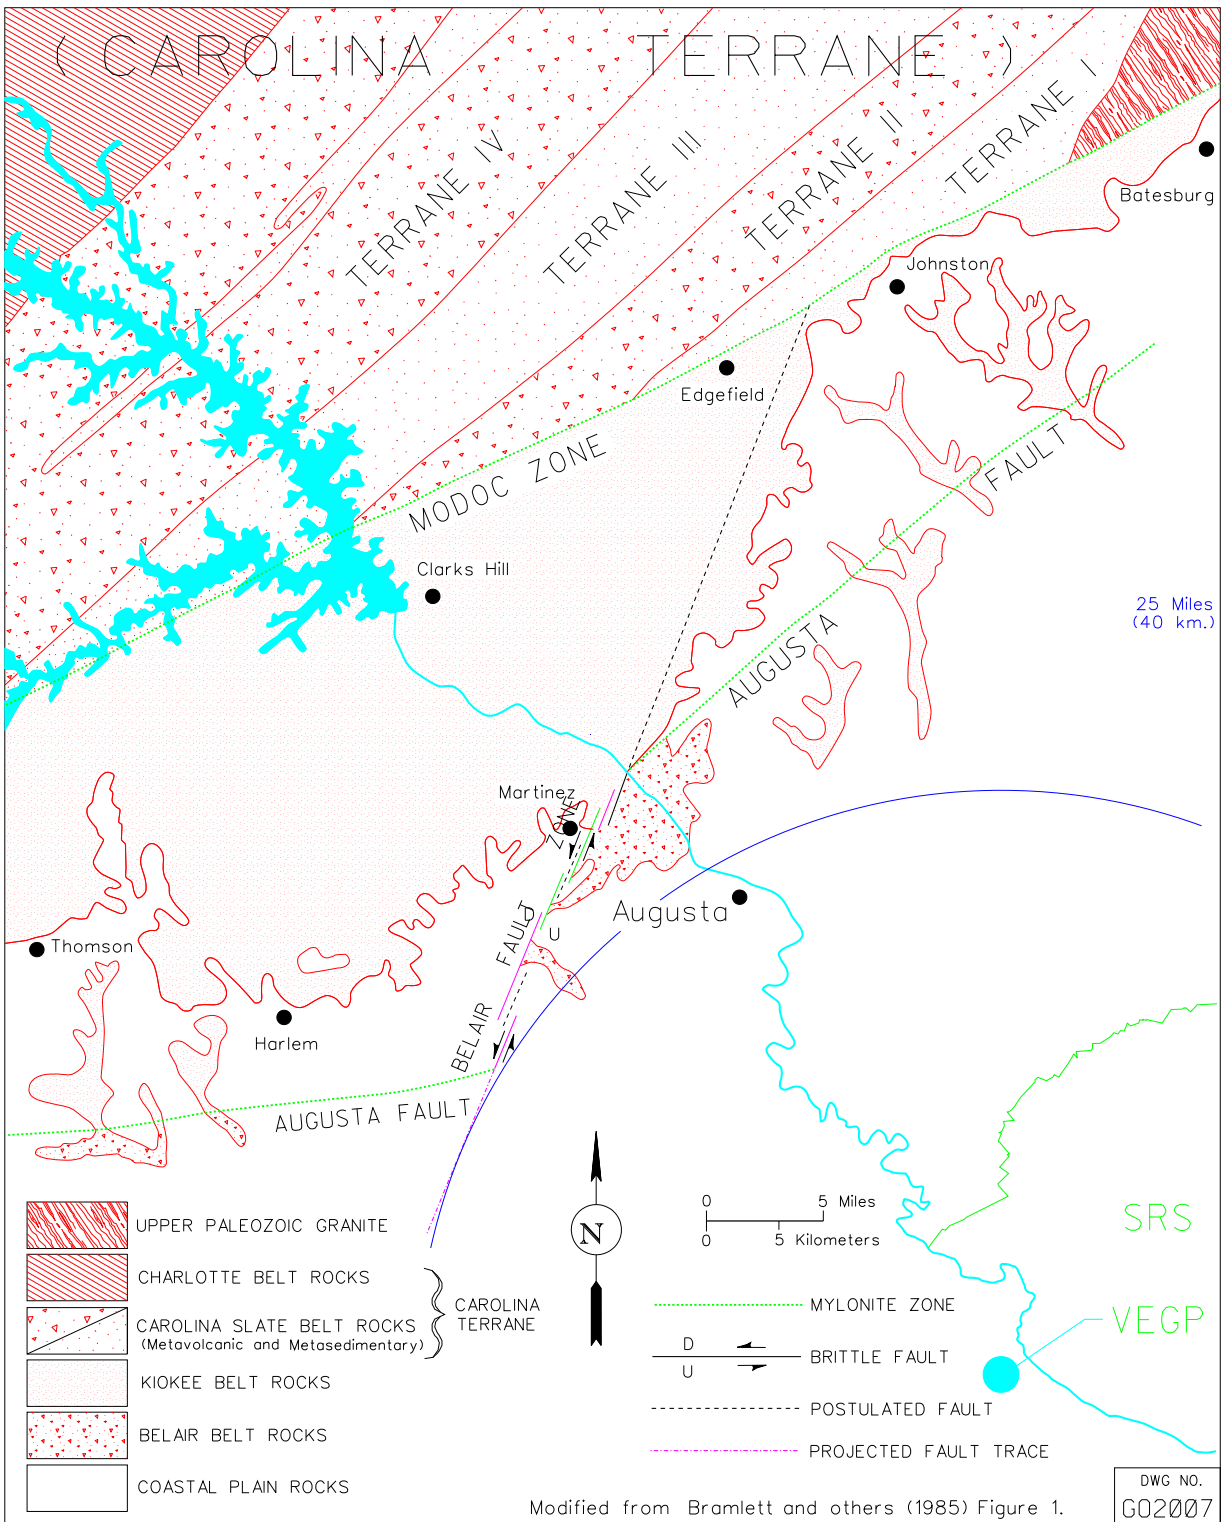 ( CAROLINA TERRANE )
TERRANE IV
TERRANE III
TERRANE II
TERRANE I
Batesburg
Johnston
Edgefield
MODOC ZONE
FAULT
AUGUSTA
Clarks Hill
25 Miles
(40 km.)
Martinez
ZONE
FAULT
BELAIR
D
U
Augusta
Thomson
Harlem
AUGUSTA FAULT
N
0 5 Miles
0 5 Kilometers
SRS
VEGP
UPPER PALEOZOIC GRANITE
CHARLOTTE BELT ROCKS
CAROLINA SLATE BELT ROCKS
(Metavolcanic and Metasedimentary)
CAROLINA
TERRANE
KIOKEE BELT ROCKS
BELAIR BELT ROCKS
COASTAL PLAIN ROCKS
MYLONITE ZONE
D
U
BRITTLE FAULT
POSTULATED FAULT
PROJECTED FAULT TRACE
Modified from Bramlett and others (1985) Figure 1.
DWG NO.
GO2007